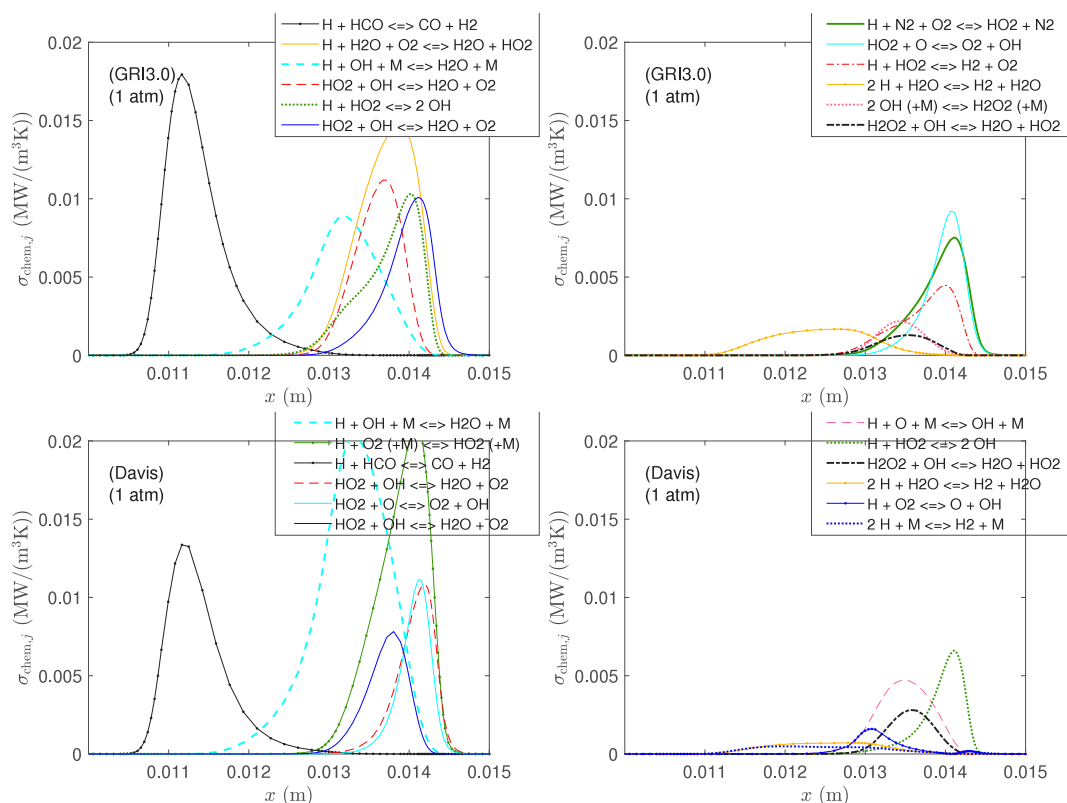 H + HCO <=> CO + H2
H + H2O + O2 <=> H2O + HO2
H + OH + M <=> H2O + M
HO2 + OH <=> H2O + O2
H + HO2 <=> 2 OH
HO2 + OH <=> H2O + O2
(GRI3.0)
(1 atm)
0.02
0.015
0.01
0.005
0
σchem,j (MW/(m³K))
0.011 0.012 0.013 0.014 0.015
x (m)
H + N2 + O2 <=> HO2 + N2
HO2 + O <=> O2 + OH
H + HO2 <=> H2 + O2
2 H + H2O <=> H2 + H2O
2 OH (+M) <=> H2O2 (+M)
H2O2 + OH <=> H2O + HO2
(GRI3.0)
(1 atm)
0.02
0.015
0.01
0.005
0
σchem,j (MW/(m³K))
0.011 0.012 0.013 0.014 0.015
x (m)
H + OH + M <=> H2O + M
H + O2 (+M) <=> HO2 (+M)
H + HCO <=> CO + H2
HO2 + OH <=> H2O + O2
HO2 + O <=> O2 + OH
HO2 + OH <=> H2O + O2
(Davis)
(1 atm)
0.02
0.015
0.01
0.005
0
σchem,j (MW/(m³K))
0.011 0.012 0.013 0.014 0.015
x (m)
H + O + M <=> OH + M
H + HO2 <=> 2 OH
H2O2 + OH <=> H2O + HO2
2 H + H2O <=> H2 + H2O
H + O2 <=> O + OH
2 H + M <=> H2 + M
(Davis)
(1 atm)
0.02
0.015
0.01
0.005
0
σchem,j (MW/(m³K))
0.011 0.012 0.013 0.014 0.015
x (m)